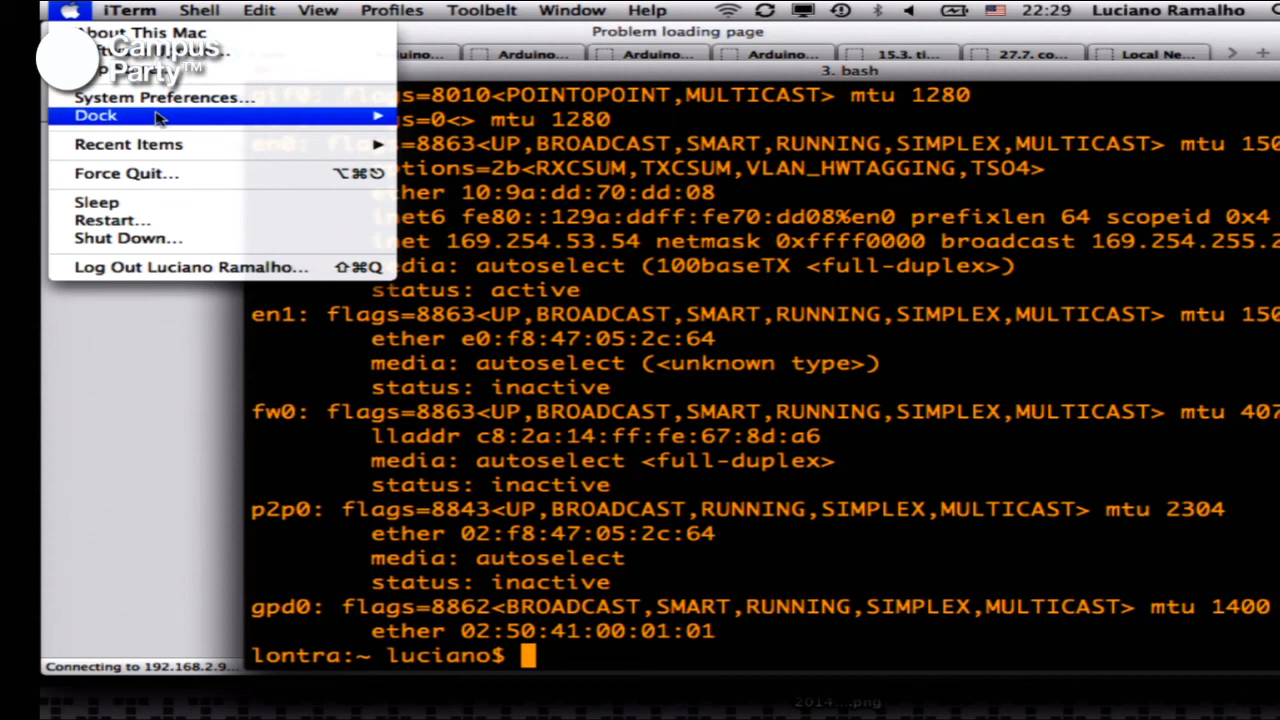 iTerm Shell Edit View Profiles Toolbelt Window Help 22:29 Luciano Ramalho
Problem loading page
About This Mac
Campus
Party™
Arduino... Arduino... Arduino... 15.3. ti... 27.7. co... Local Ne...
3. bash
System Preferences...
Dock
Recent Items
Force Quit... ⌥⌘⎋
Sleep
Restart...
Shut Down...
Log Out Luciano Ramalho... ⇧⌘Q
flags=8010<POINTOPOINT,MULTICAST> mtu 1280
gs=0<> mtu 1280
en0: flags=8863<UP,BROADCAST,SMART,RUNNING,SIMPLEX,MULTICAST> mtu 150
options=2b<RXCSUM,TXCSUM,VLAN_HWTAGGING,TSO4>
ether 10:9a:dd:70:dd:08
inet6 fe80::129a:ddff:fe70:dd08%en0 prefixlen 64 scopeid 0x4
inet 169.254.53.54 netmask 0xffff0000 broadcast 169.254.255.2
media: autoselect (100baseTX <full-duplex>)
status: active
en1: flags=8863<UP,BROADCAST,SMART,RUNNING,SIMPLEX,MULTICAST> mtu 150
ether e0:f8:47:05:2c:64
media: autoselect (<unknown type>)
status: inactive
fw0: flags=8863<UP,BROADCAST,SMART,RUNNING,SIMPLEX,MULTICAST> mtu 407
lladdr c8:2a:14:ff:fe:67:8d:a6
media: autoselect <full-duplex>
status: inactive
p2p0: flags=8843<UP,BROADCAST,RUNNING,SIMPLEX,MULTICAST> mtu 2304
ether 02:f8:47:05:2c:64
media: autoselect
status: inactive
gpd0: flags=8862<BROADCAST,SMART,RUNNING,SIMPLEX,MULTICAST> mtu 1400
ether 02:50:41:00:01:01
lontra:~ luciano$
Connecting to 192.168.2.9...
2014....png